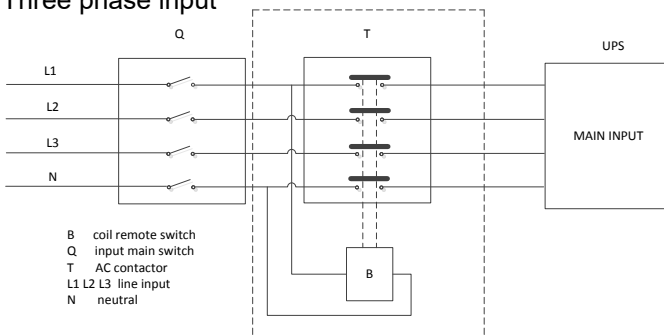 Three phase input
Q
T
UPS
L1
L2
L3
N
MAIN INPUT
B coil remote switch
Q input main switch
T AC contactor
L1 L2 L3 line input
N neutral
B